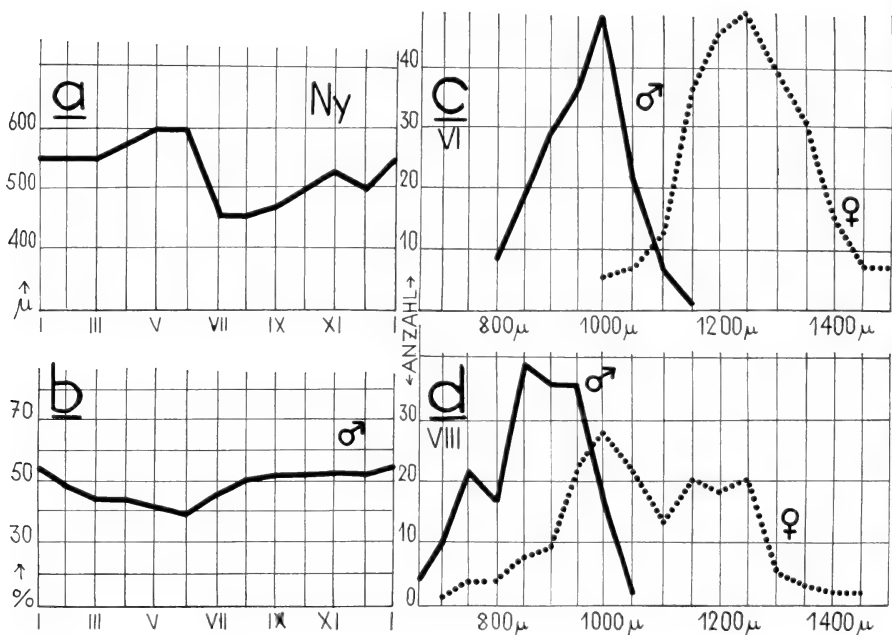 a
Ny
600
500
400
↑
μ
I III V VII IX XI I
b
♂
70
50
30
↑
%
I III V VII IX XI I
←ANZAHL→
c
VI
♂
♀
40
30
20
10
800μ 1000μ 1200μ 1400μ
d
VIII
♂
♀
30
20
10
0
800μ 1000μ 1200μ 1400μ